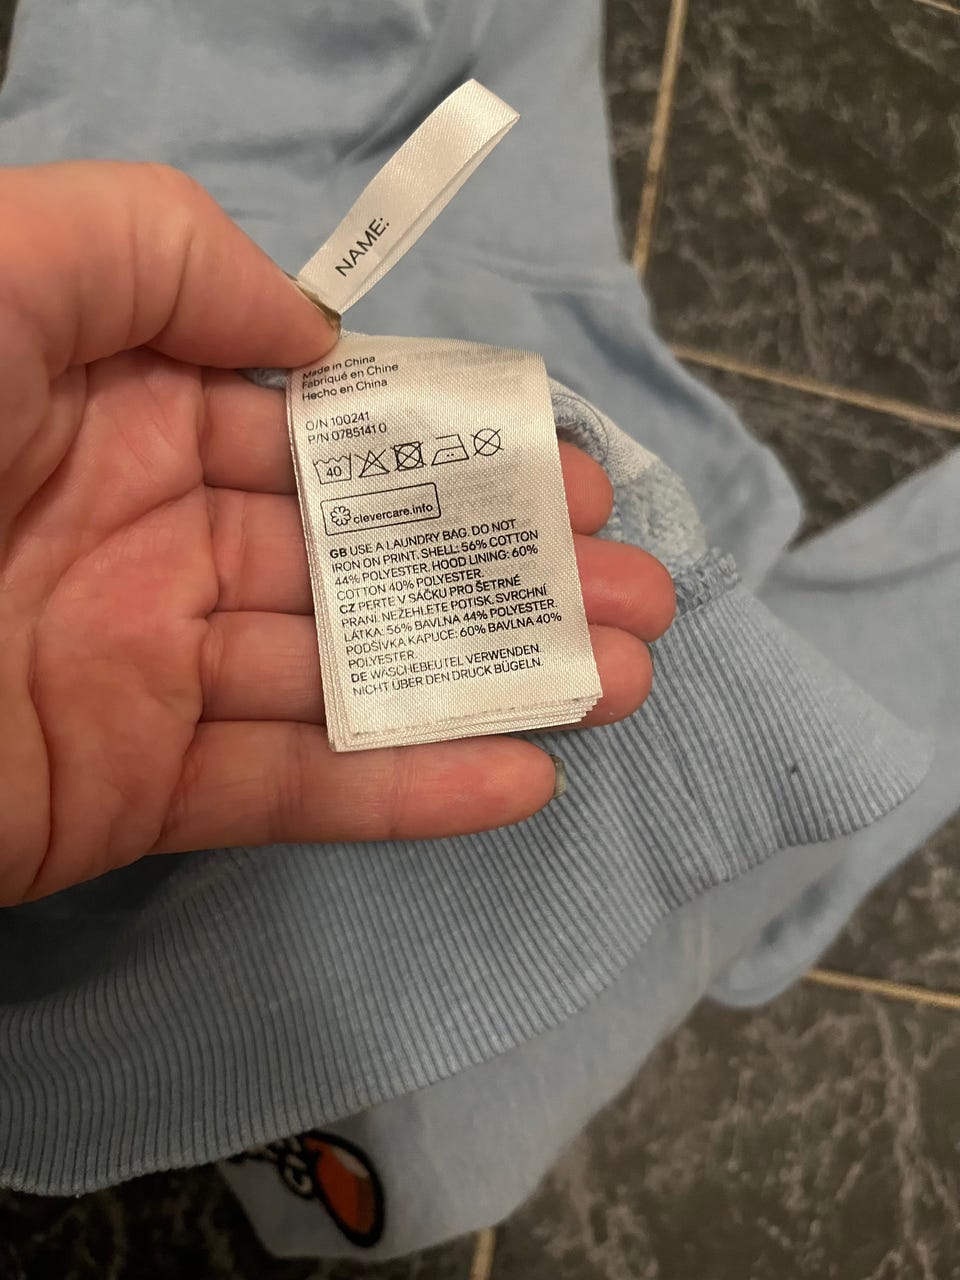 NAME:
Made in China
Fabriqué en Chine
Hecho en China
O/N 100241
P/N 0785141 0
40
clevercare.info
GB USE A LAUNDRY BAG. DO NOT
IRON ON PRINT. SHELL: 56% COTTON
44% POLYESTER. HOOD LINING: 60%
COTTON 40% POLYESTER.
CZ PERTE V SÁČKU PRO ŠETRNÉ
PRANÍ. NEŽEHLETE POTISK. SVRCHNÍ
LÁTKA: 56% BAVLNA 44% POLYESTER.
PODŠÍVKA KAPUCE: 60% BAVLNA 40%
POLYESTER.
DE WÄSCHEBEUTEL VERWENDEN.
NICHT ÜBER DEN DRUCK BÜGELN.